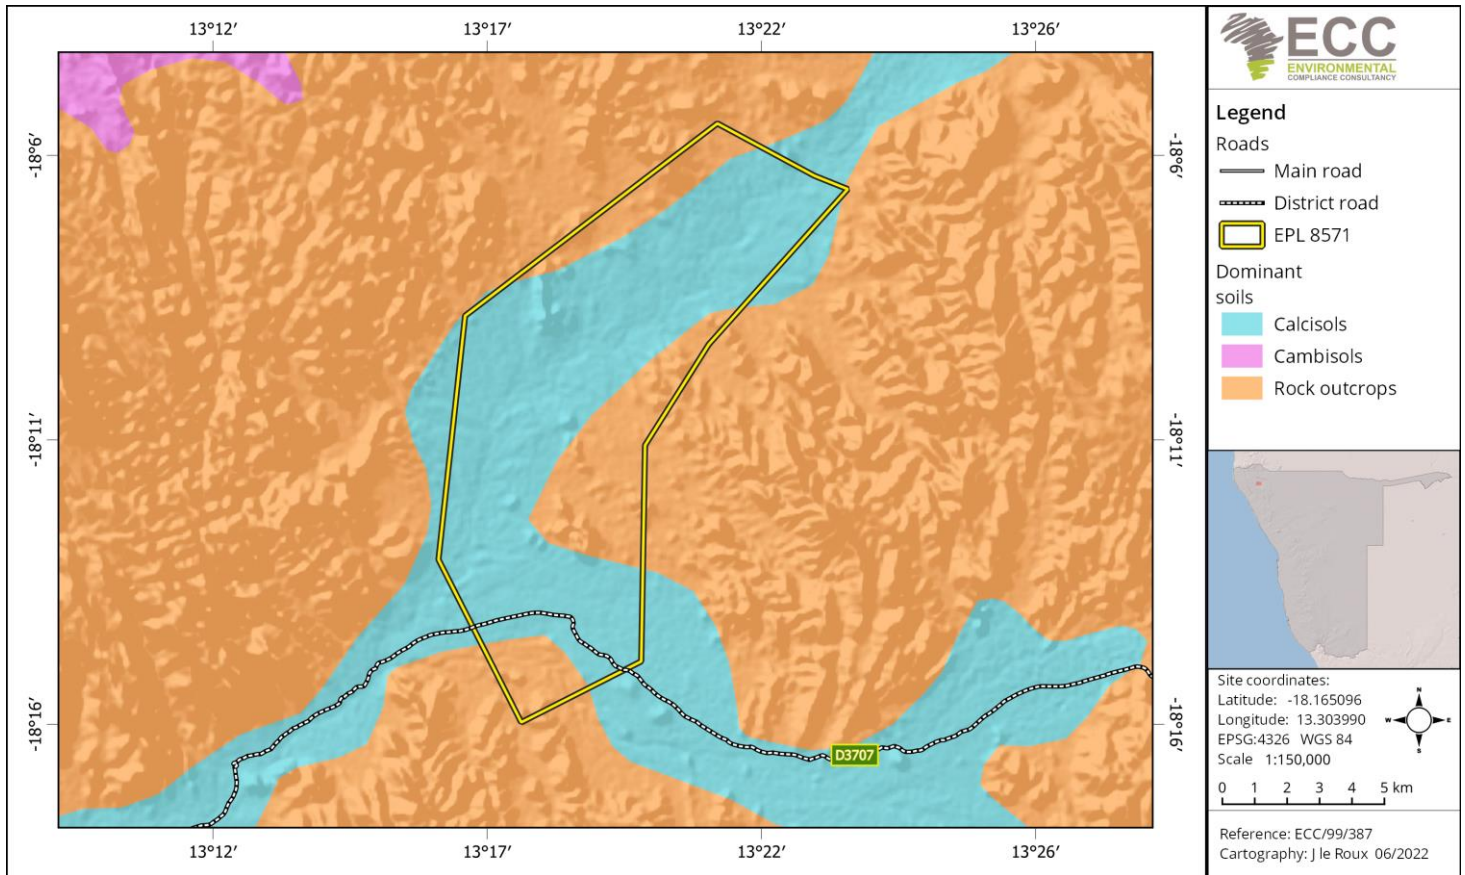 13°12′ 13°17′ 13°22′ 13°26′
-18°6′ -18°6′
-18°11′ -18°11′
-18°16′ -18°16′
D3707
13°12′ 13°17′ 13°22′ 13°26′
ECC
ENVIRONMENTAL
COMPLIANCE CONSULTANCY
Legend
Roads
Main road
District road
EPL 8571
Dominant
soils
Calcisols
Cambisols
Rock outcrops
Site coordinates:
Latitude: -18.165096
Longitude: 13.303990
EPSG:4326 WGS 84
Scale 1:150,000
N
W E
S
0 1 2 3 4 5 km
Reference: ECC/99/387
Cartography: J le Roux 06/2022